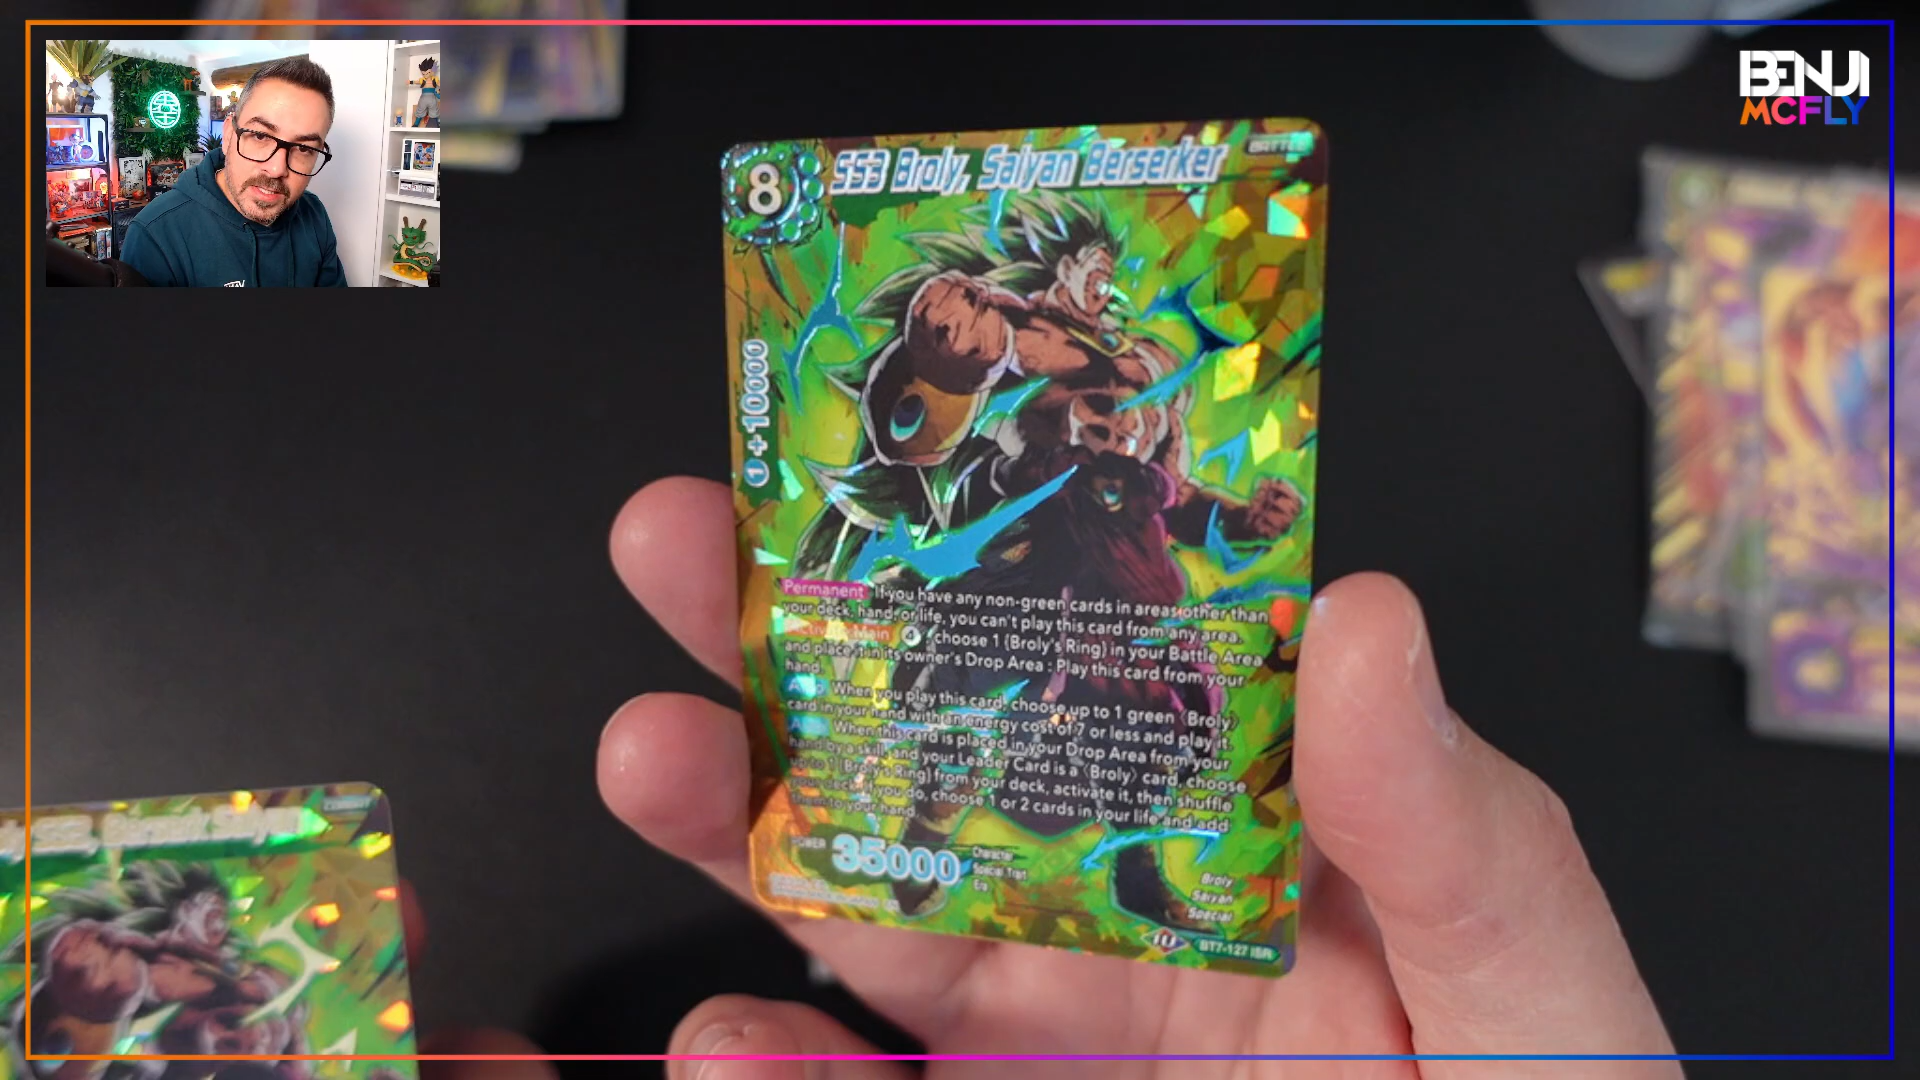 BENJI
MCFLY
8
SS3 Broly, Saiyan Berserker
BATTLE
1 +10000
Permanent If you have any non-green cards in areas other than
your deck, hand, or life, you can't play this card from any area.
Activate: Main 4 : choose 1 {Broly's Ring} in your Battle Area
and place it in its owner's Drop Area : Play this card from your
hand.
Auto When you play this card, choose up to 1 green 〈Broly〉
card in your hand with an energy cost of 7 or less and play it.
Auto When this card is placed in your Drop Area from your
hand by a skill, and your Leader Card is a 〈Broly〉 card, choose
up to 1 {Broly's Ring} from your deck, activate it, then shuffle
your deck. If you do, choose 1 or 2 cards in your life and add
them to your hand.
POWER 35000
Character Broly
Special Trait Saiyan
Era Special
BT7-127 ISR
SS3, Berserk Saiyan